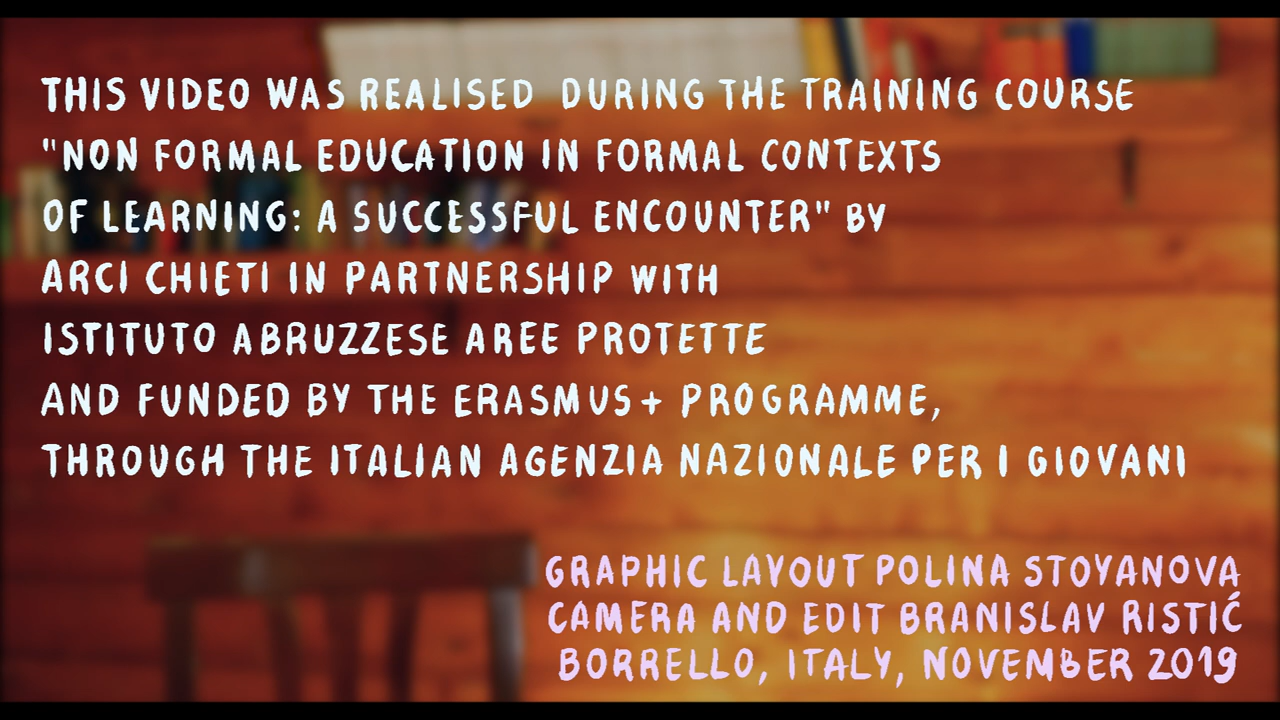 THIS VIDEO WAS REALISED DURING THE TRAINING COURSE
"NON FORMAL EDUCATION IN FORMAL CONTEXTS
OF LEARNING: A SUCCESSFUL ENCOUNTER" BY
ARCI CHIETI IN PARTNERSHIP WITH
ISTITUTO ABRUZZESE AREE PROTETTE
AND FUNDED BY THE ERASMUS+ PROGRAMME,
THROUGH THE ITALIAN AGENZIA NAZIONALE PER I GIOVANI
GRAPHIC LAYOUT POLINA STOYANOVA
CAMERA AND EDIT BRANISLAV RISTIĆ
BORRELLO, ITALY, NOVEMBER 2019